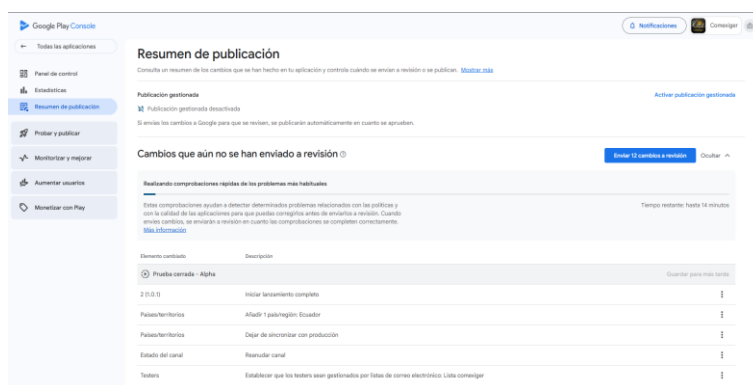 Google Play Console
Notificaciones
Comexiger
Todas las aplicaciones
Panel de control
Estadísticas
Resumen de publicación
Probar y publicar
Monitorizar y mejorar
Aumentar usuarios
Monetizar con Play
Resumen de publicación
Consulta un resumen de los cambios que se han hecho en tu aplicación y controla cuándo se envían a revisión o se publican. Mostrar más
Publicación gestionada
Activar publicación gestionada
Publicación gestionada desactivada
Si envías los cambios a Google para que se revisen, se publicarán automáticamente en cuanto se aprueben.
Cambios que aún no se han enviado a revisión
Enviar 12 cambios a revisión
Ocultar
Realizando comprobaciones rápidas de los problemas más habituales
Estas comprobaciones ayudan a detectar determinados problemas relacionados con las políticas y
con la calidad de las aplicaciones para que puedas corregirlos antes de enviarlos a revisión. Cuando
envíes cambios, se enviarán a revisión en cuanto las comprobaciones se completen correctamente.
Más información
Tiempo restante: hasta 14 minutos
Elemento cambiado
Descripción
Prueba cerrada - Alpha
Guardar para más tarde
2 (1.0.1)
Iniciar lanzamiento completo
Países/territorios
Añadir 1 país/región: Ecuador
Países/territorios
Dejar de sincronizar con producción
Estado del canal
Reanudar canal
Testers
Establecer que los testers sean gestionados por listas de correo electrónico: Lista comexiger